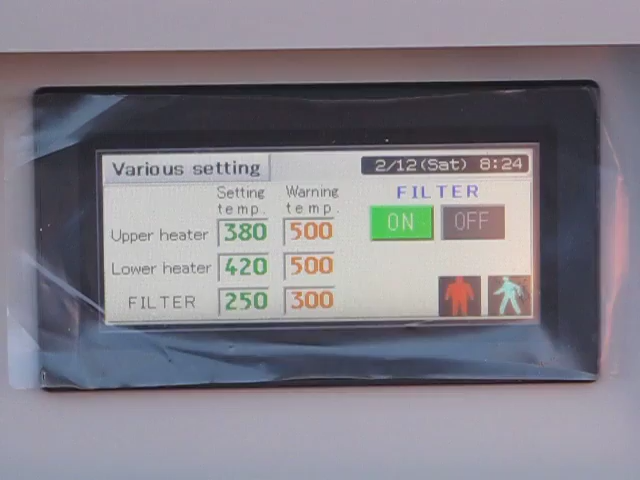 Various setting
2/12(Sat) 8:24
Setting temp.
Warning temp.
FILTER
ON
OFF
Upper heater 380 500
Lower heater 420 500
FILTER 250 300